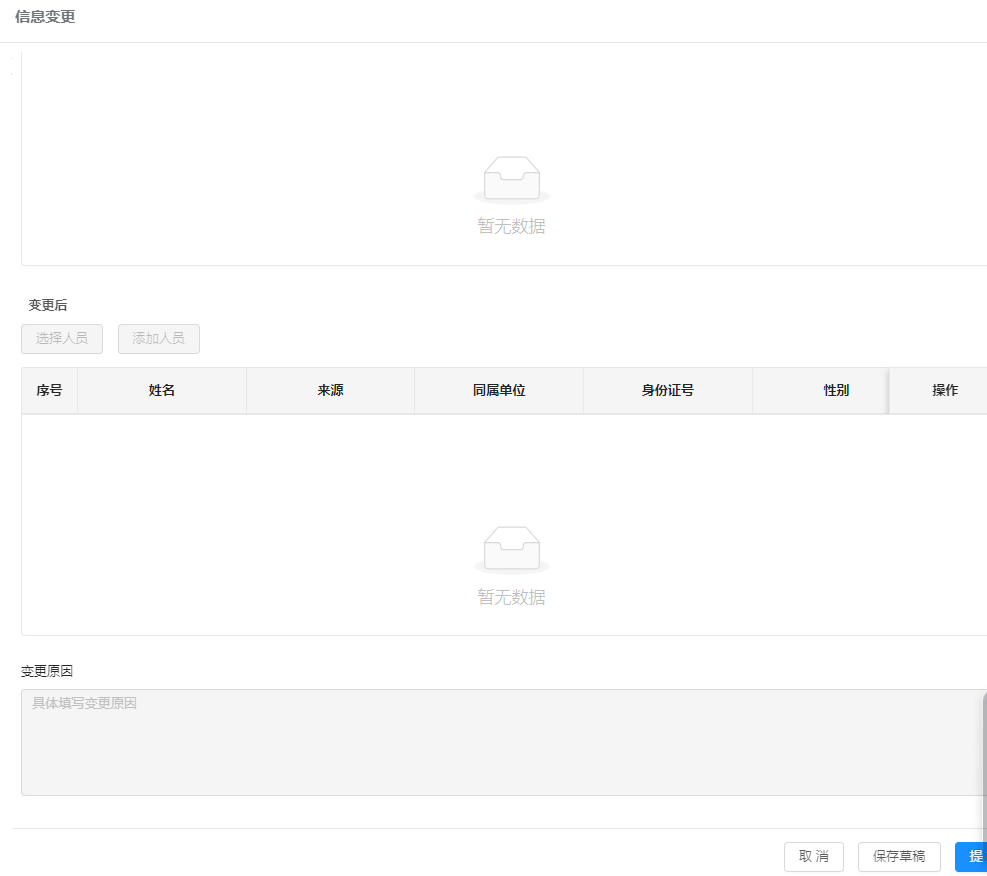 信息变更
暂无数据
变更后
选择人员 添加人员
序号 姓名 来源 同属单位 身份证号 性别 操作
暂无数据
变更原因
具体填写变更原因
取 消 保存草稿 提